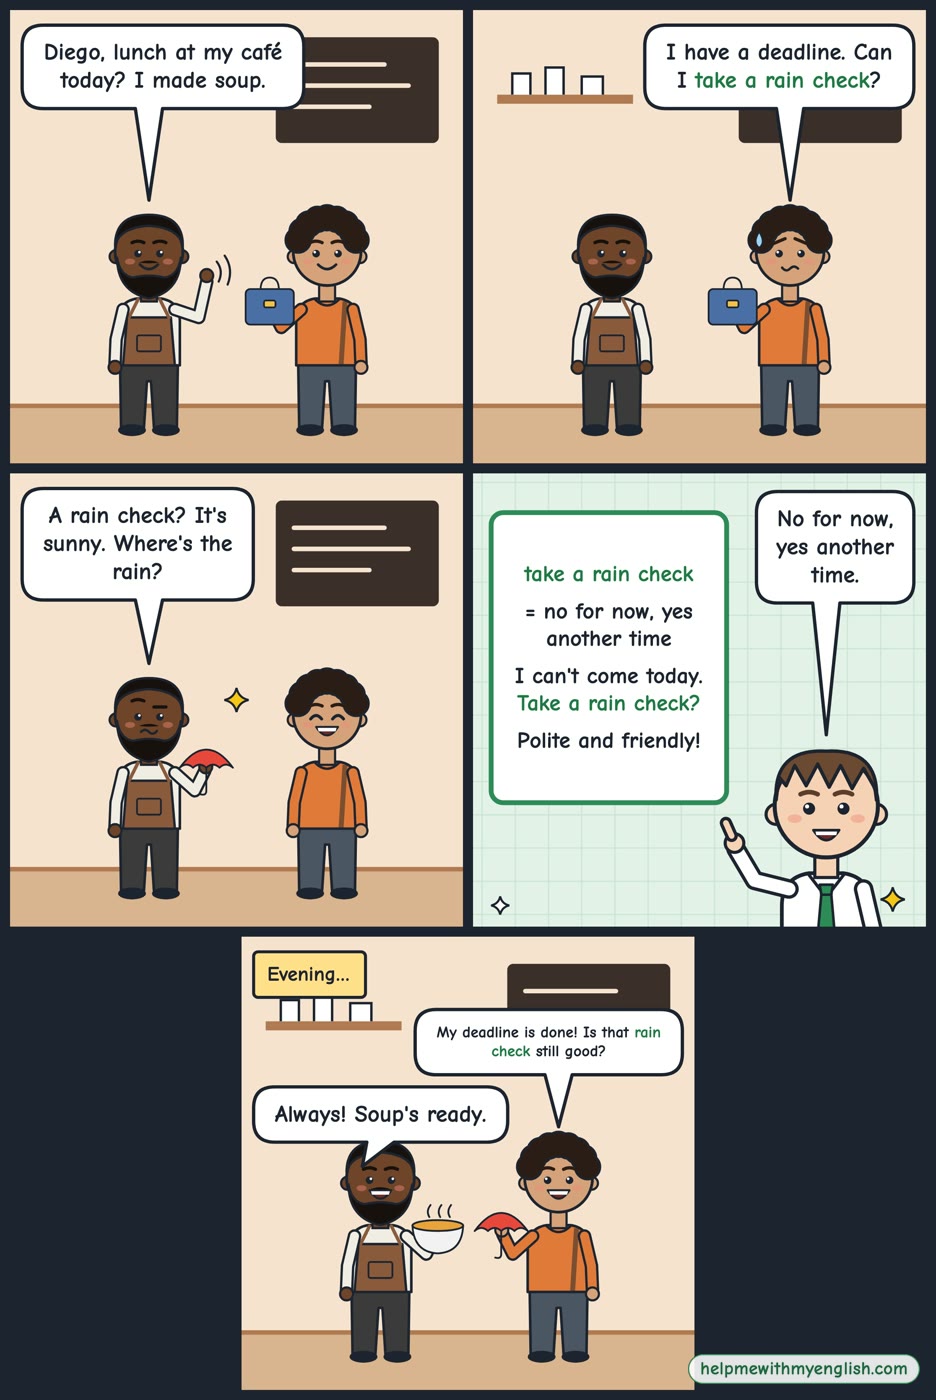 Diego, lunch at my café
today? I made soup.
I have a deadline. Can
I take a rain check?
A rain check? It's
sunny. Where's the
rain?
take a rain check
= no for now, yes
another time
I can't come today.
Take a rain check?
Polite and friendly!
No for now,
yes another
time.
Evening...
My deadline is done! Is that rain
check still good?
Always! Soup's ready.
helpmewithmyenglish.com